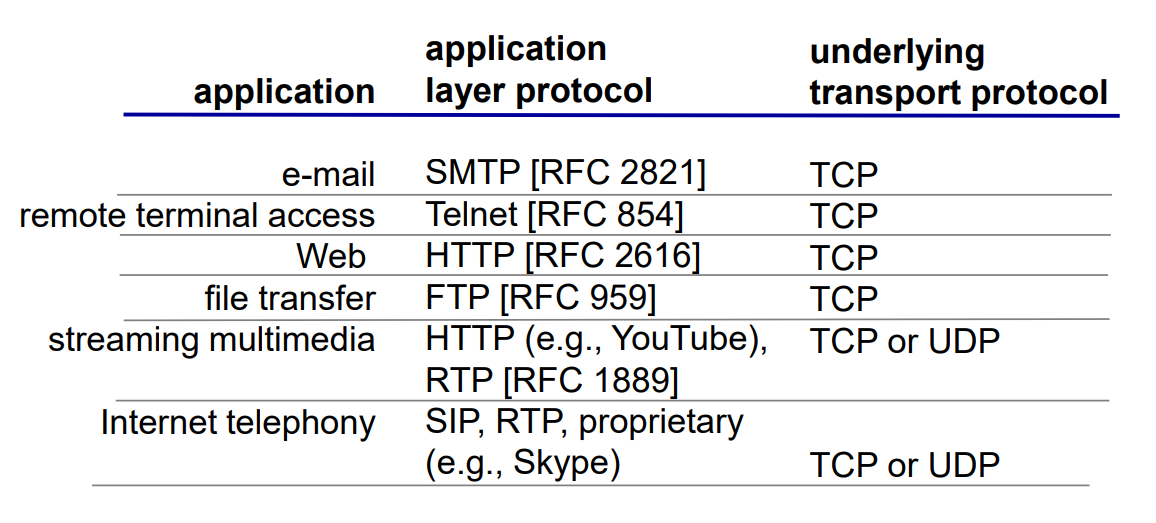 application
application layer protocol
underlying transport protocol
e-mail SMTP [RFC 2821] TCP
remote terminal access Telnet [RFC 854] TCP
Web HTTP [RFC 2616] TCP
file transfer FTP [RFC 959] TCP
streaming multimedia HTTP (e.g., YouTube), TCP or UDP
RTP [RFC 1889]
Internet telephony SIP, RTP, proprietary
(e.g., Skype) TCP or UDP